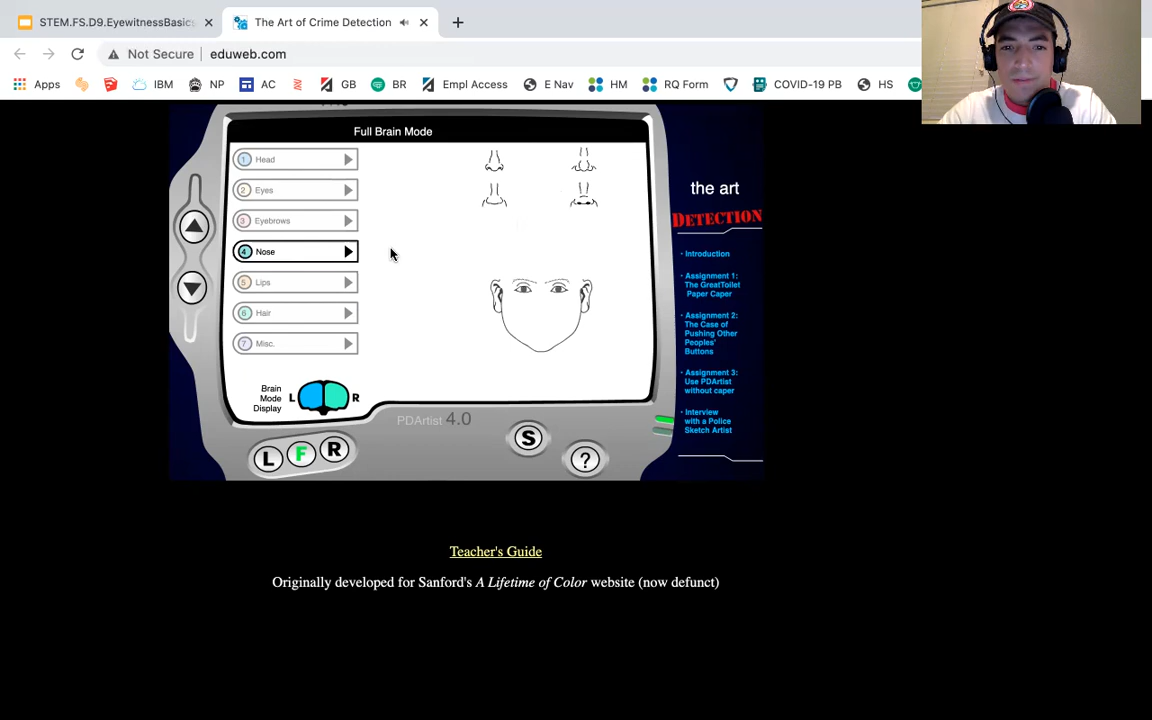 STEM.FS.D9.EyewitnessBasics
The Art of Crime Detection
Not Secure
eduweb.com
Apps
IBM
NP
AC
GB
BR
Empl Access
E Nav
HM
RQ Form
COVID-19 PB
HS
Full Brain Mode
1 Head
2 Eyes
3 Eyebrows
4 Nose
5 Lips
6 Hair
7 Misc.
Brain
Mode
Display
L
R
PDArtist 4.0
L
F
R
S
?
the art
DETECTION
· Introduction
· Assignment 1:
The GreatToilet
Paper Caper
· Assignment 2:
The Case of
Pushing Other
Peoples'
Buttons
· Assignment 3:
Use PDArtist
without caper
· Interview
with a Police
Sketch Artist
Teacher's Guide
Originally developed for Sanford's A Lifetime of Color website (now defunct)